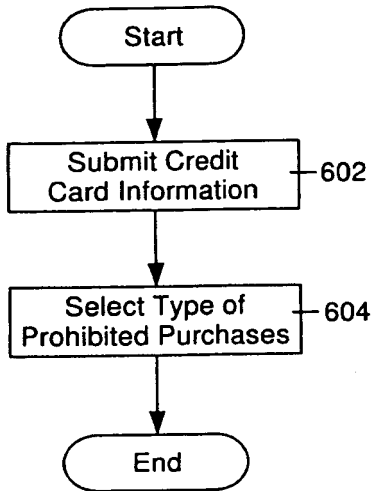 Start
Submit Credit
Card Information
602
Select Type of
Prohibited Purchases
604
End